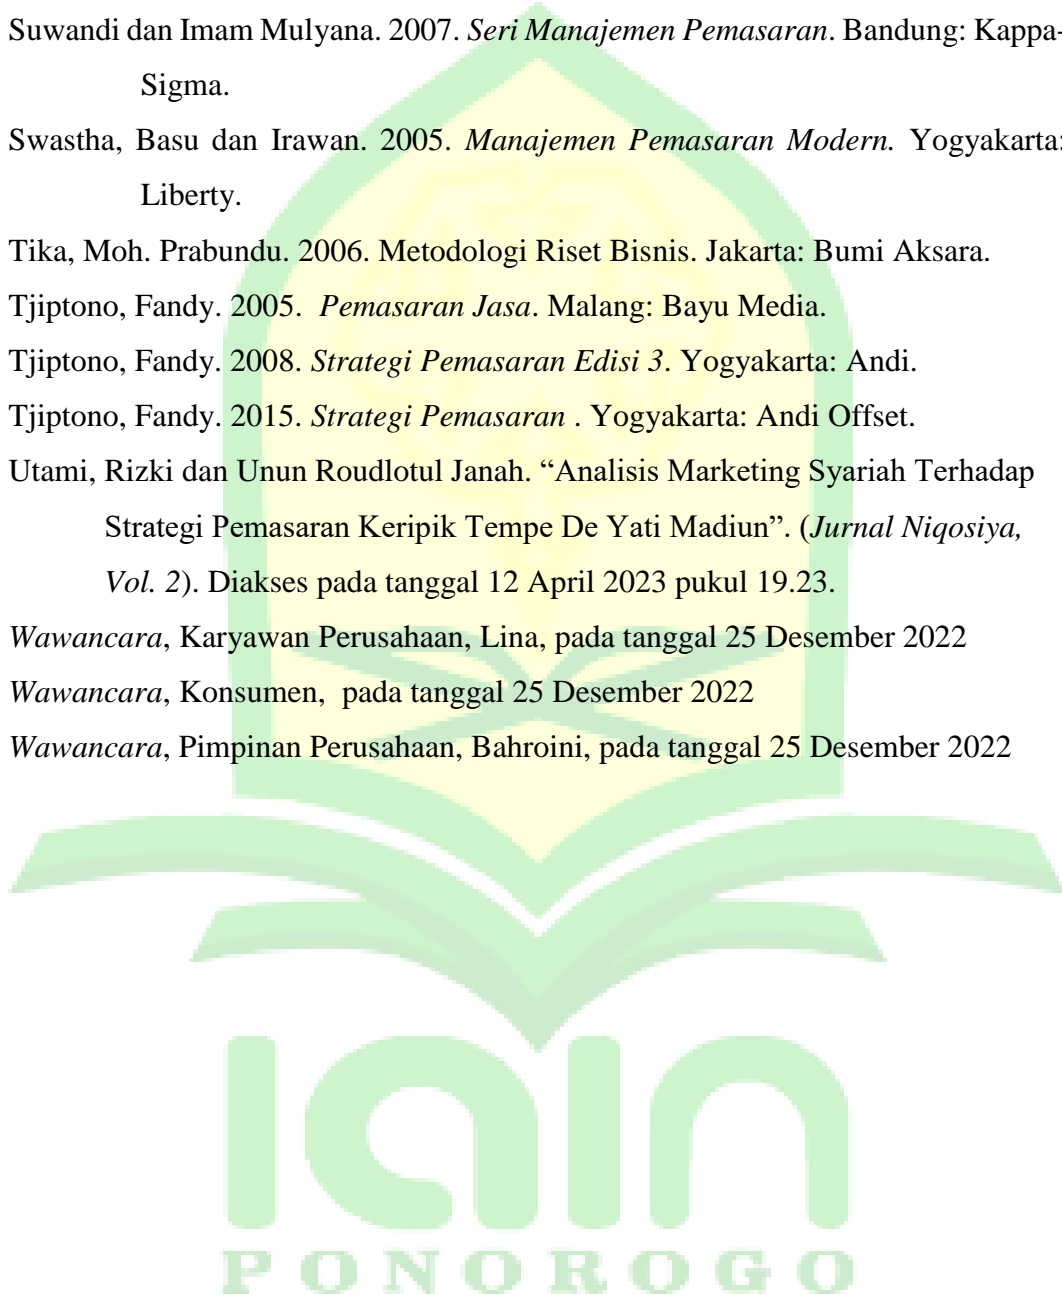 Suwandi dan Imam Mulyana. 2007. Seri Manajemen Pemasaran. Bandung: Kappa-
Sigma.
Swastha, Basu dan Irawan. 2005. Manajemen Pemasaran Modern. Yogyakarta:
Liberty.
Tika, Moh. Prabundu. 2006. Metodologi Riset Bisnis. Jakarta: Bumi Aksara.
Tjiptono, Fandy. 2005.  Pemasaran Jasa. Malang: Bayu Media.
Tjiptono, Fandy. 2008. Strategi Pemasaran Edisi 3. Yogyakarta: Andi.
Tjiptono, Fandy. 2015. Strategi Pemasaran . Yogyakarta: Andi Offset.
Utami, Rizki dan Unun Roudlotul Janah. “Analisis Marketing Syariah Terhadap
Strategi Pemasaran Keripik Tempe De Yati Madiun”. (Jurnal Niqosiya,
Vol. 2). Diakses pada tanggal 12 April 2023 pukul 19.23.
Wawancara, Karyawan Perusahaan, Lina, pada tanggal 25 Desember 2022
Wawancara, Konsumen,  pada tanggal 25 Desember 2022
Wawancara, Pimpinan Perusahaan, Bahroini, pada tanggal 25 Desember 2022
iain
PONOROGO